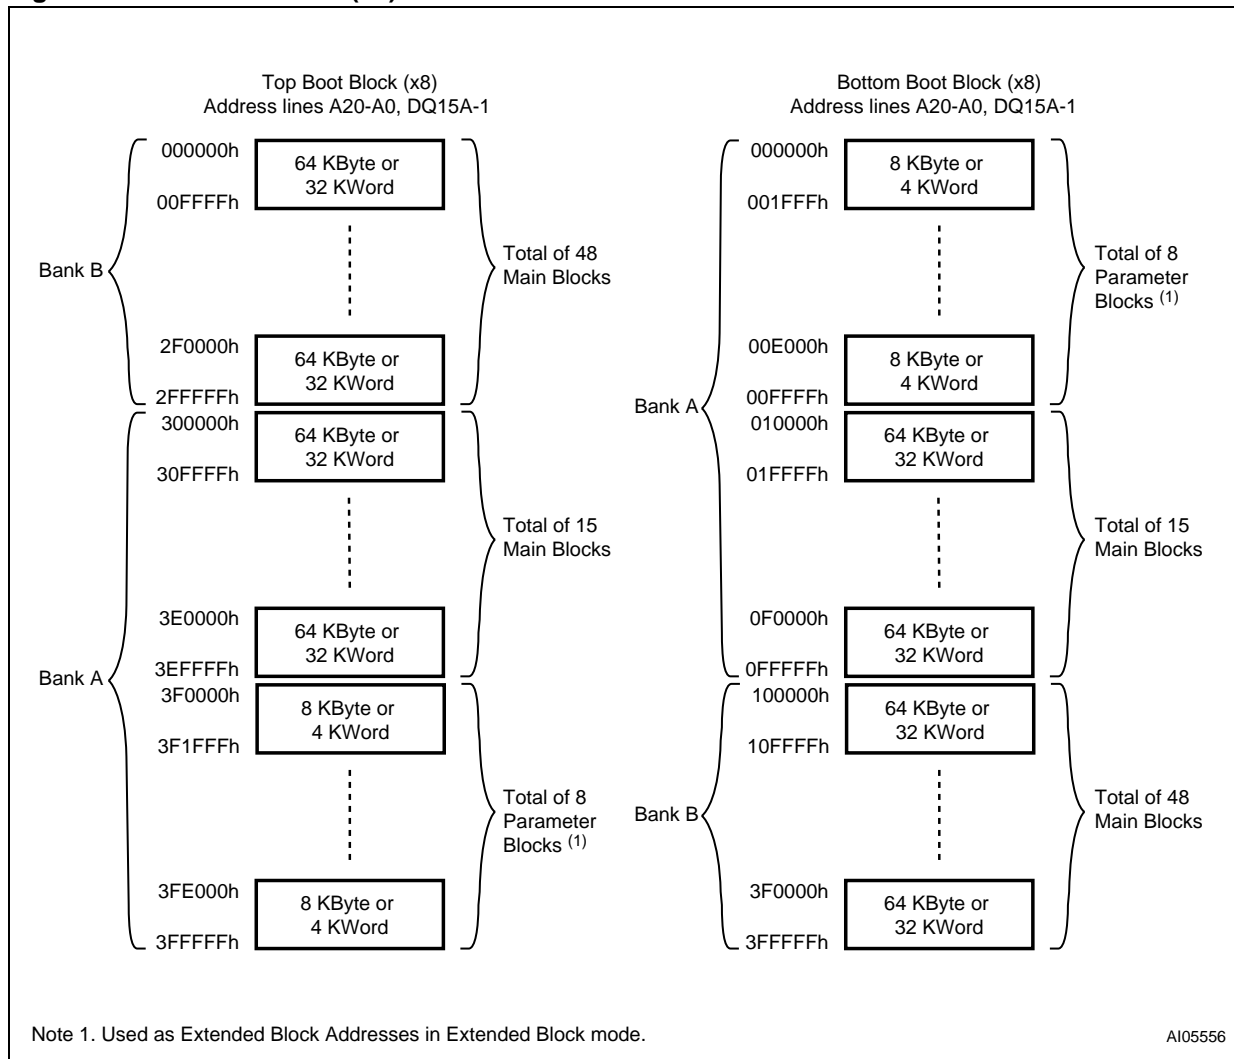 Top Boot Block (x8)
Address lines A20-A0, DQ15A-1
000000h
64 KByte or
32 KWord
00FFFFh
Bank B
Total of 48
Main Blocks
2F0000h
64 KByte or
32 KWord
2FFFFFh
300000h
64 KByte or
32 KWord
30FFFFh
Total of 15
Main Blocks
3E0000h
64 KByte or
32 KWord
3EFFFFh
Bank A
3F0000h
8 KByte or
4 KWord
3F1FFFh
Total of 8
Parameter
Blocks (1)
3FE000h
8 KByte or
4 KWord
3FFFFFh
Bottom Boot Block (x8)
Address lines A20-A0, DQ15A-1
000000h
8 KByte or
4 KWord
001FFFh
Total of 8
Parameter
Blocks (1)
00E000h
8 KByte or
4 KWord
00FFFFh
Bank A
010000h
64 KByte or
32 KWord
01FFFFh
Total of 15
Main Blocks
0F0000h
64 KByte or
32 KWord
0FFFFFh
100000h
64 KByte or
32 KWord
10FFFFh
Bank B
Total of 48
Main Blocks
3F0000h
64 KByte or
32 KWord
3FFFFFh
Note 1. Used as Extended Block Addresses in Extended Block mode.
AI05556